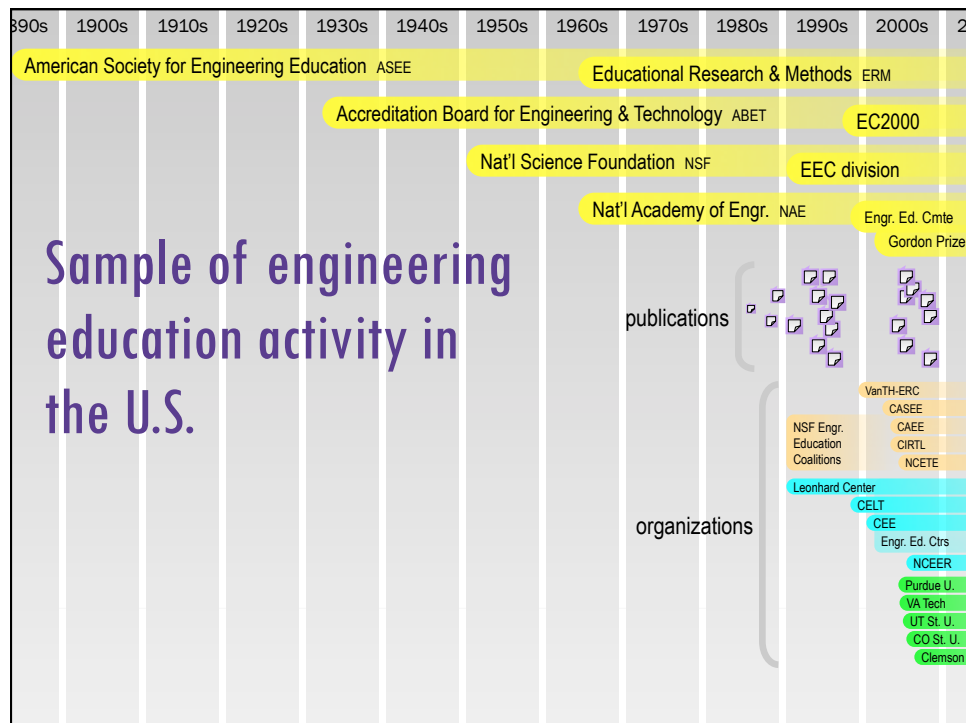 390s 1900s 1910s 1920s 1930s 1940s 1950s 1960s 1970s 1980s 1990s 2000s 2
American Society for Engineering Education ASEE
Educational Research & Methods ERM
Accreditation Board for Engineering & Technology ABET
EC2000
Nat'l Science Foundation NSF
EEC division
Nat'l Academy of Engr. NAE
Engr. Ed. Cmte
Gordon Prize
Sample of engineering
education activity in
the U.S.
publications
VanTH-ERC
CASEE
NSF Engr.
Education
Coalitions
CAEE
CIRTL
NCETE
Leonhard Center
CELT
organizations
CEE
Engr. Ed. Ctrs
NCEER
Purdue U.
VA Tech
UT St. U.
CO St. U.
Clemson